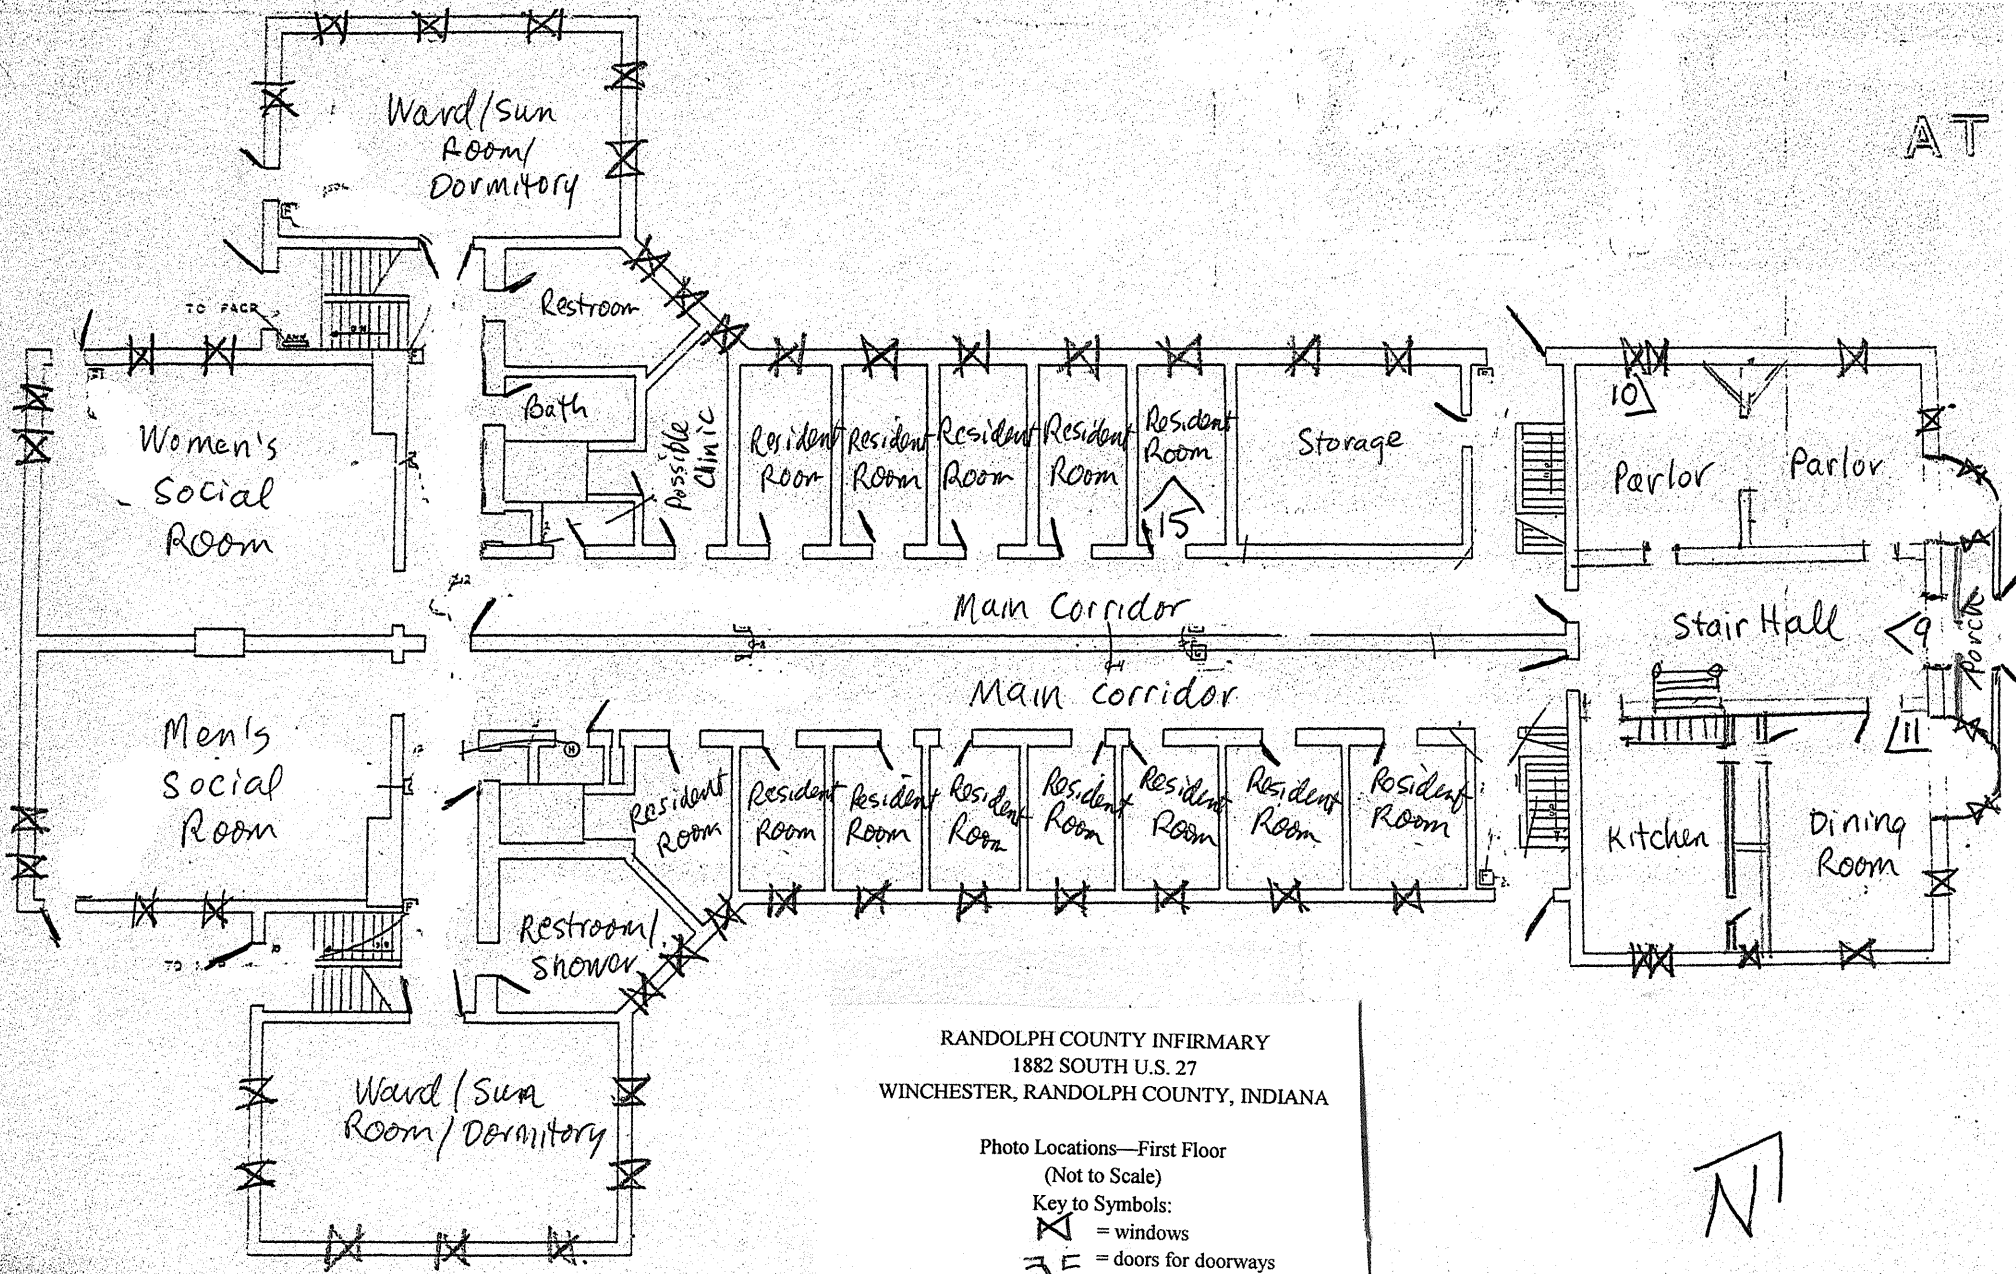 AT
Ward/Sun
Room/
Dormitory
Restroom
Bath
Possible
Clinic
Women's
Social
Room
Resident
Room
Resident
Room
Resident
Room
Resident
Room
Resident
Room
15
Storage
10
Parlor
Parlor
Main Corridor
Stair Hall
9
Porch
Main Corridor
Men's
Social
Room
H
Resident
Room
Resident
Room
Resident
Room
Resident
Room
Resident
Room
Resident
Room
Resident
Room
Resident
Room
11
Kitchen
Dining
Room
Restroom/
Shower
Ward/Sun
Room/Dormitory
RANDOLPH COUNTY INFIRMARY
1882 SOUTH U.S. 27
WINCHESTER, RANDOLPH COUNTY, INDIANA
Photo Locations—First Floor
(Not to Scale)
Key to Symbols:
= windows
= doors for doorways
N